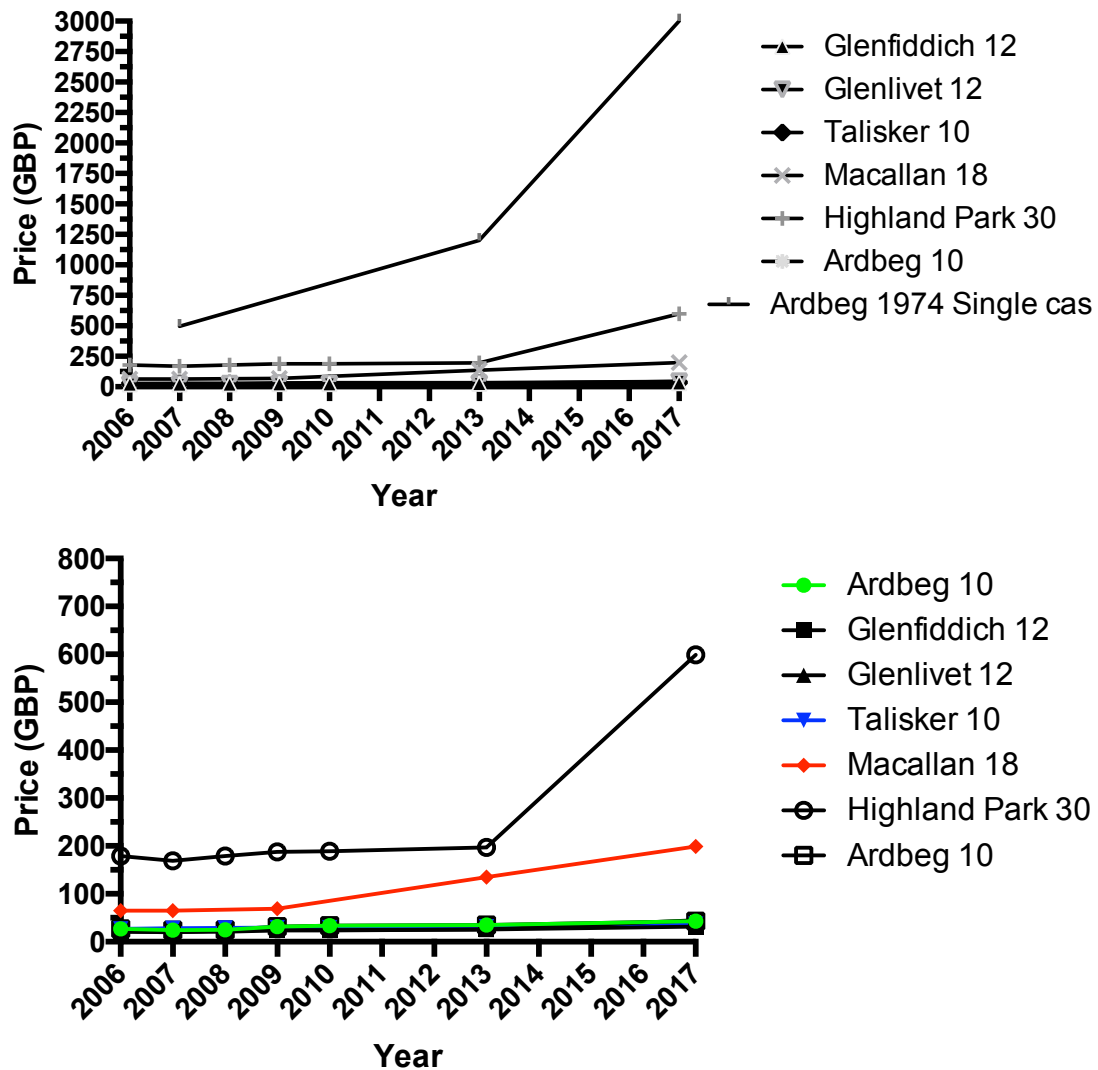 3000
2750
2500
2250
2000
1750
1500
1250
1000
750
500
250
0
Price (GBP)
2006
2007
2008
2009
2010
2011
2012
2013
2014
2015
2016
2017
Year
Glenfiddich 12
Glenlivet 12
Talisker 10
Macallan 18
Highland Park 30
Ardbeg 10
Ardbeg 1974 Single cas
800
700
600
500
400
300
200
100
0
Price (GBP)
2006
2007
2008
2009
2010
2011
2012
2013
2014
2015
2016
2017
Year
Ardbeg 10
Glenfiddich 12
Glenlivet 12
Talisker 10
Macallan 18
Highland Park 30
Ardbeg 10